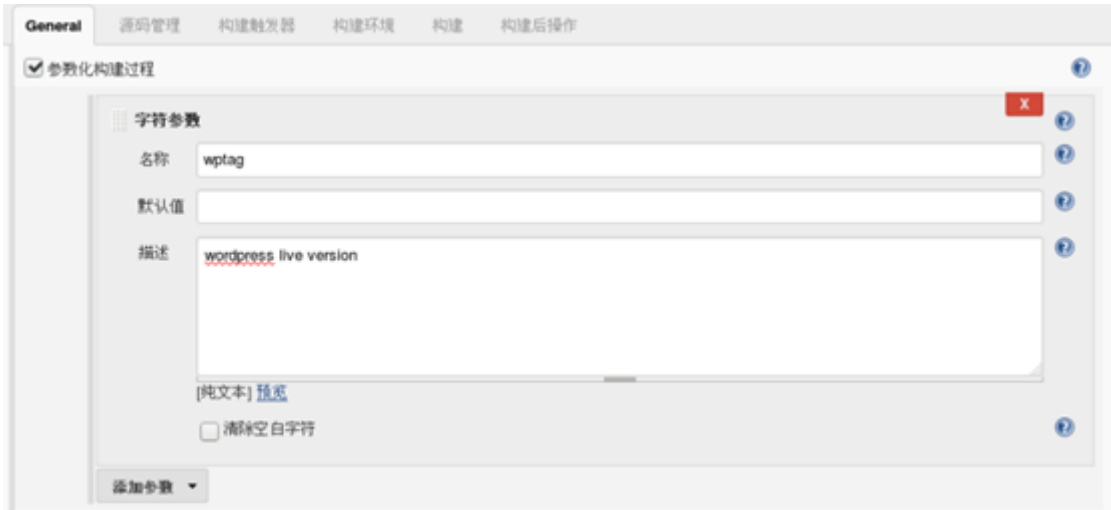 General 源码管理 构建触发器 构建环境 构建 构建后操作
参数化构建过程
X
字符参数
名称 wptag
默认值
描述 wordpress live version
[纯文本] 预览
清除空白字符
添加参数